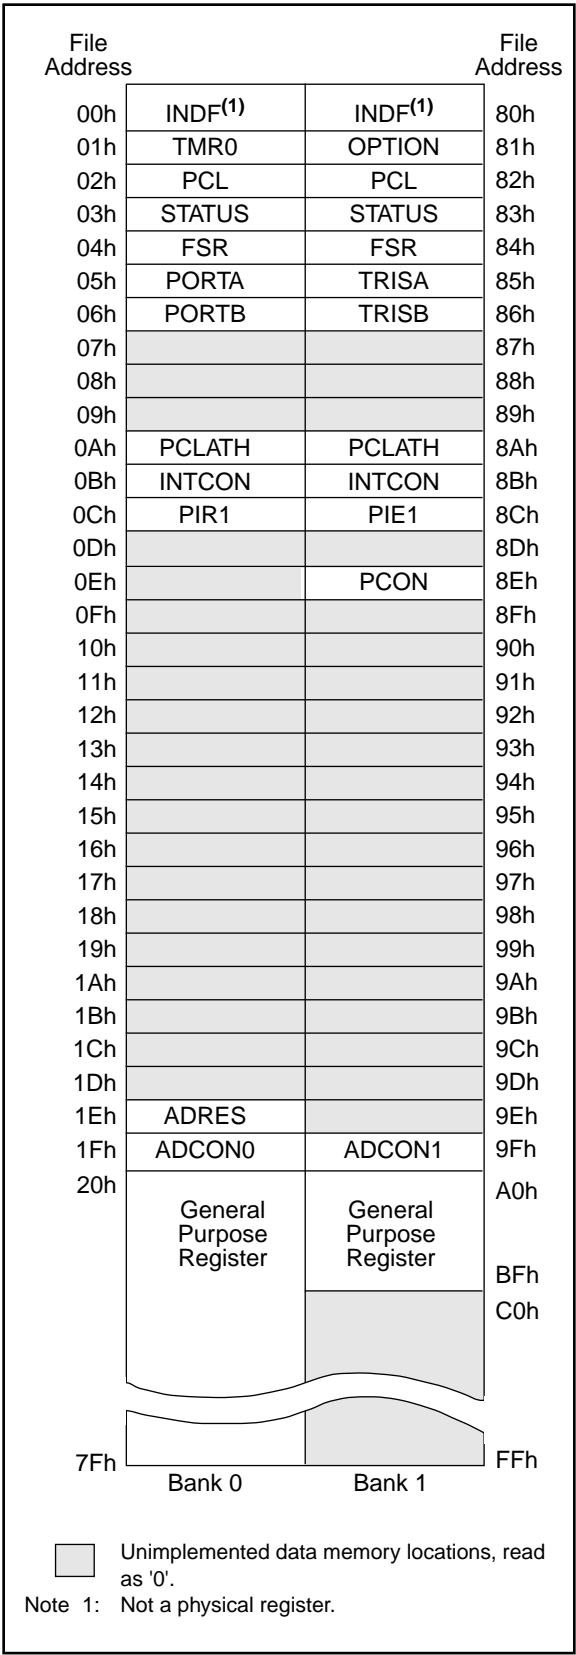 File Address File Address
00h INDF(1) INDF(1) 80h
01h TMR0 OPTION 81h
02h PCL PCL 82h
03h STATUS STATUS 83h
04h FSR FSR 84h
05h PORTA TRISA 85h
06h PORTB TRISB 86h
07h 87h
08h 88h
09h 89h
0Ah PCLATH PCLATH 8Ah
0Bh INTCON INTCON 8Bh
0Ch PIR1 PIE1 8Ch
0Dh 8Dh
0Eh PCON 8Eh
0Fh 8Fh
10h 90h
11h 91h
12h 92h
13h 93h
14h 94h
15h 95h
16h 96h
17h 97h
18h 98h
19h 99h
1Ah 9Ah
1Bh 9Bh
1Ch 9Ch
1Dh 9Dh
1Eh ADRES 9Eh
1Fh ADCON0 ADCON1 9Fh
20h A0h
General General
Purpose Purpose
Register Register
BFh
C0h
7Fh FFh
Bank 0 Bank 1
Unimplemented data memory locations, read
as '0'.
Note 1: Not a physical register.